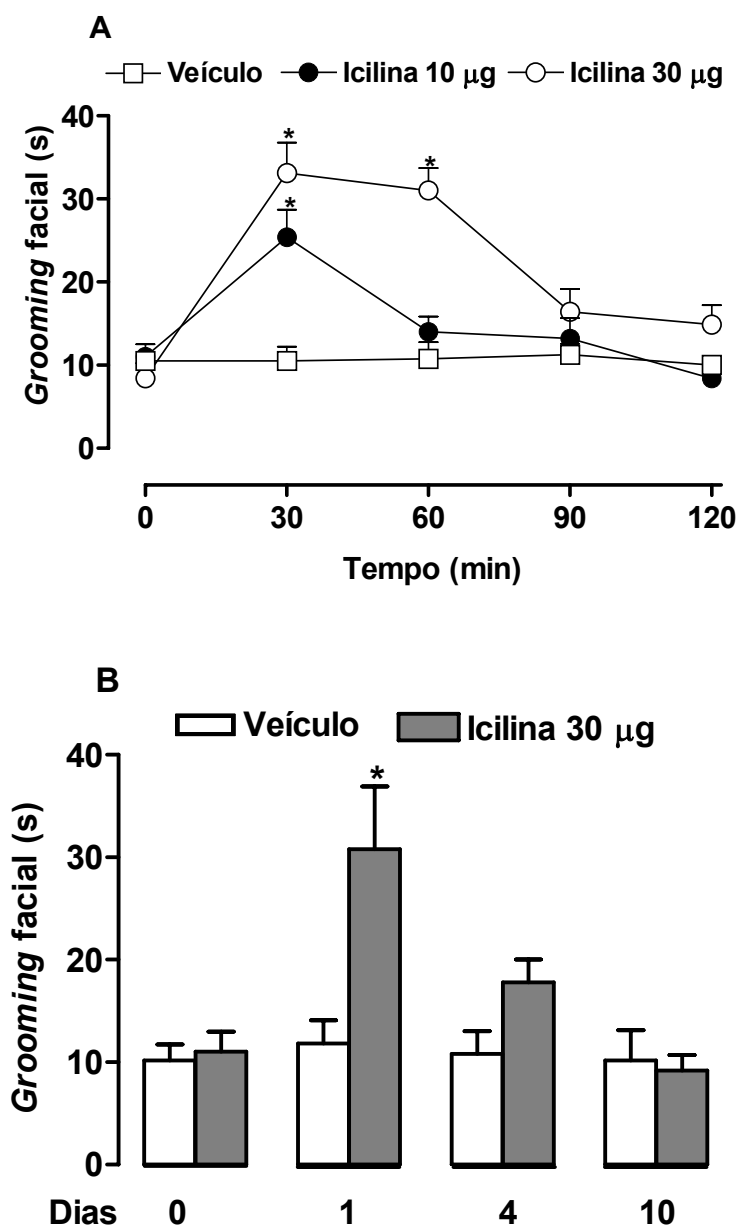 A
Veículo Icilina 10 µg Icilina 30 µg
Grooming facial (s)
40
30
20
10
0
*
*
*
0 30 60 90 120
Tempo (min)
B
Veículo Icilina 30 µg
Grooming facial (s)
40
30
20
10
0
*
Dias 0 1 4 10